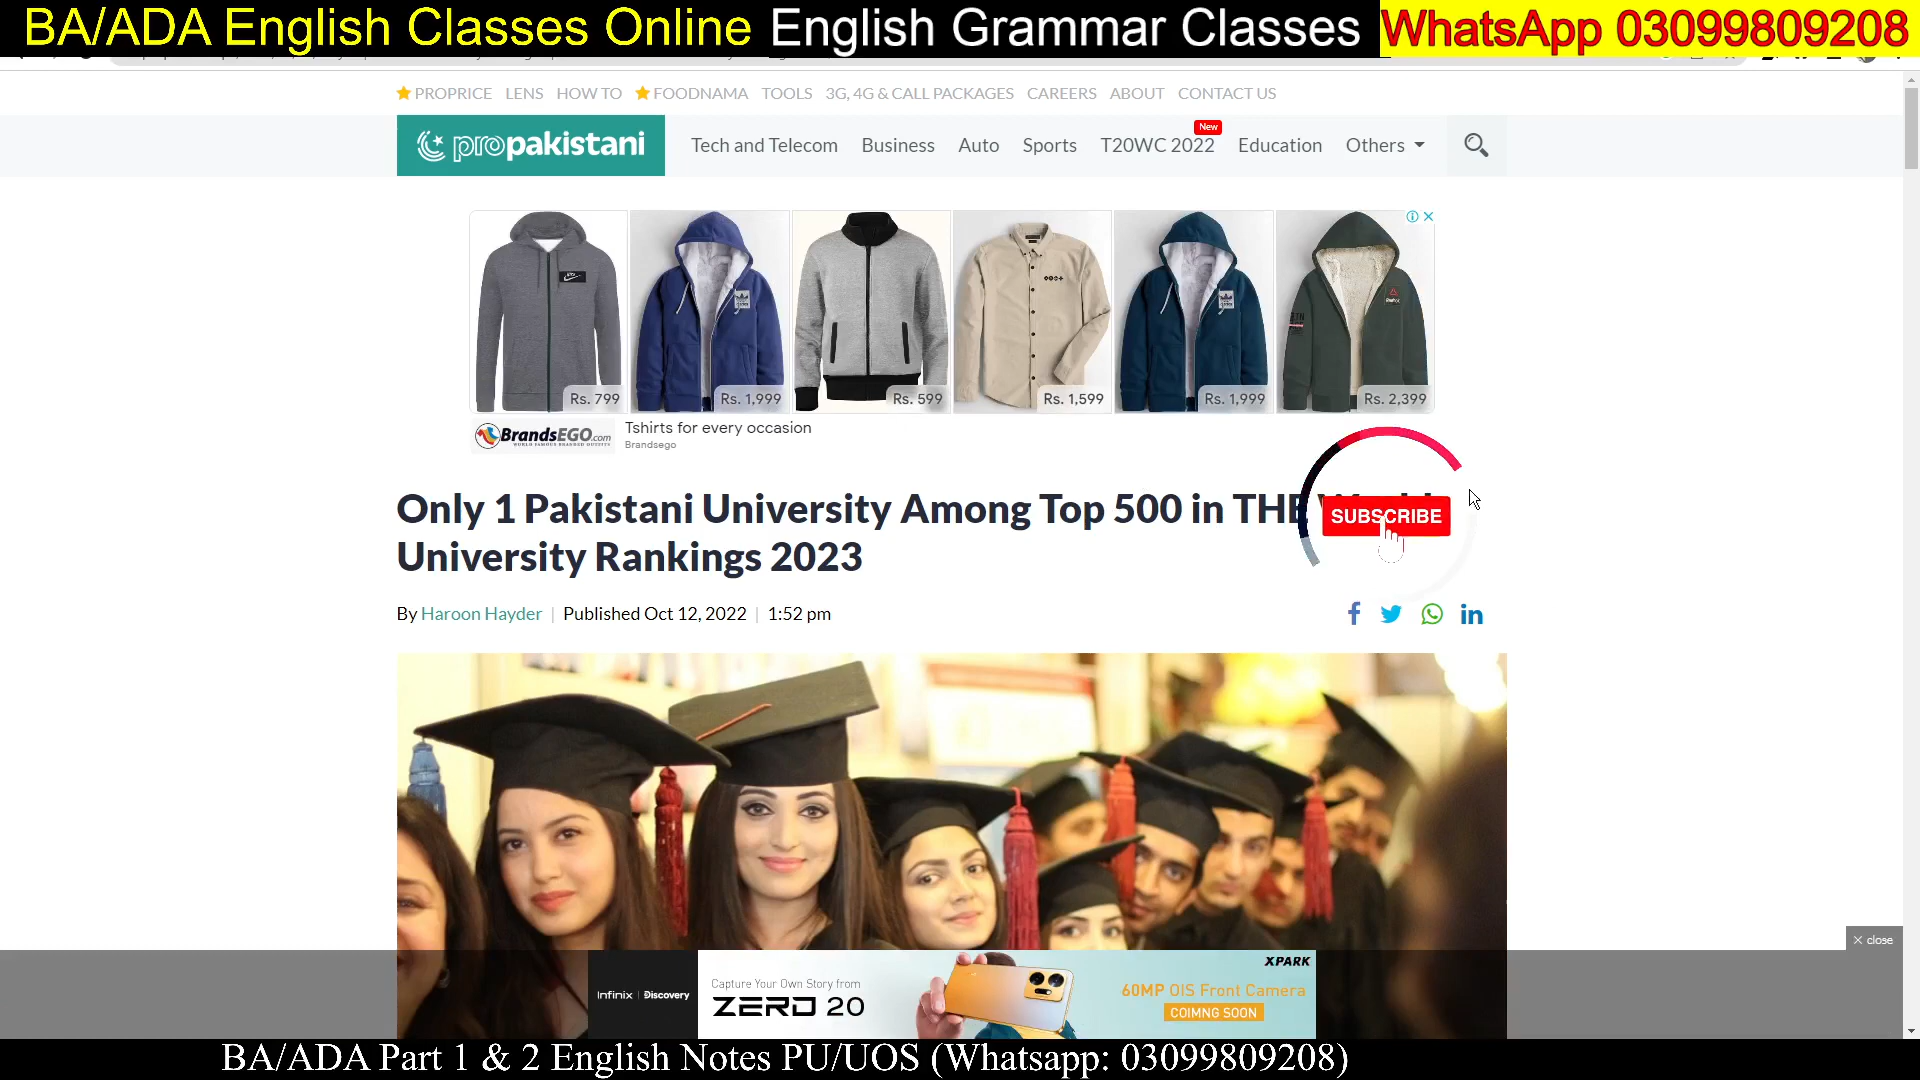 BA/ADA English Classes Online English Grammar Classes WhatsApp 03099809208
PROPRICE LENS HOW TO FOODNAMA TOOLS 3G, 4G & CALL PACKAGES CAREERS ABOUT CONTACT US
propakistani Tech and Telecom Business Auto Sports T20WC 2022 New Education Others
Rs. 799 Rs. 1,999 Rs. 599 Rs. 1,599 Rs. 1,999 Rs. 2,399
BrandsEGO.com Tshirts for every occasion
Brandsego
Only 1 Pakistani University Among Top 500 in THE
SUBSCRIBE
University Rankings 2023
By Haroon Hayder | Published Oct 12, 2022 | 1:52 pm
close
XPARK
Capture Your Own Story from
Infinix | Discovery
ZERO 20
60MP OIS Front Camera
COIMNG SOON
BA/ADA Part 1 & 2 English Notes PU/UOS (Whatsapp: 03099809208)